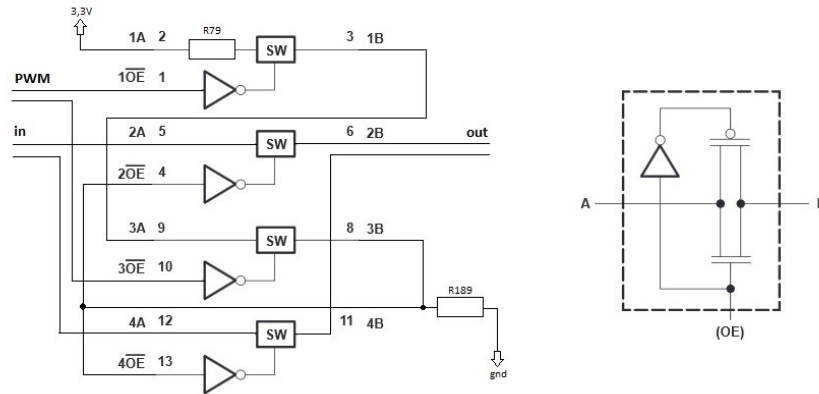 3,3V
1A 2 R79 SW 3 1B
PWM 1OE 1
in 2A 5 SW 6 2B out
2OE 4
3A 9 SW 8 3B
3OE 10
R189
4A 12 SW 11 4B
4OE 13
gnd
A
(OE)